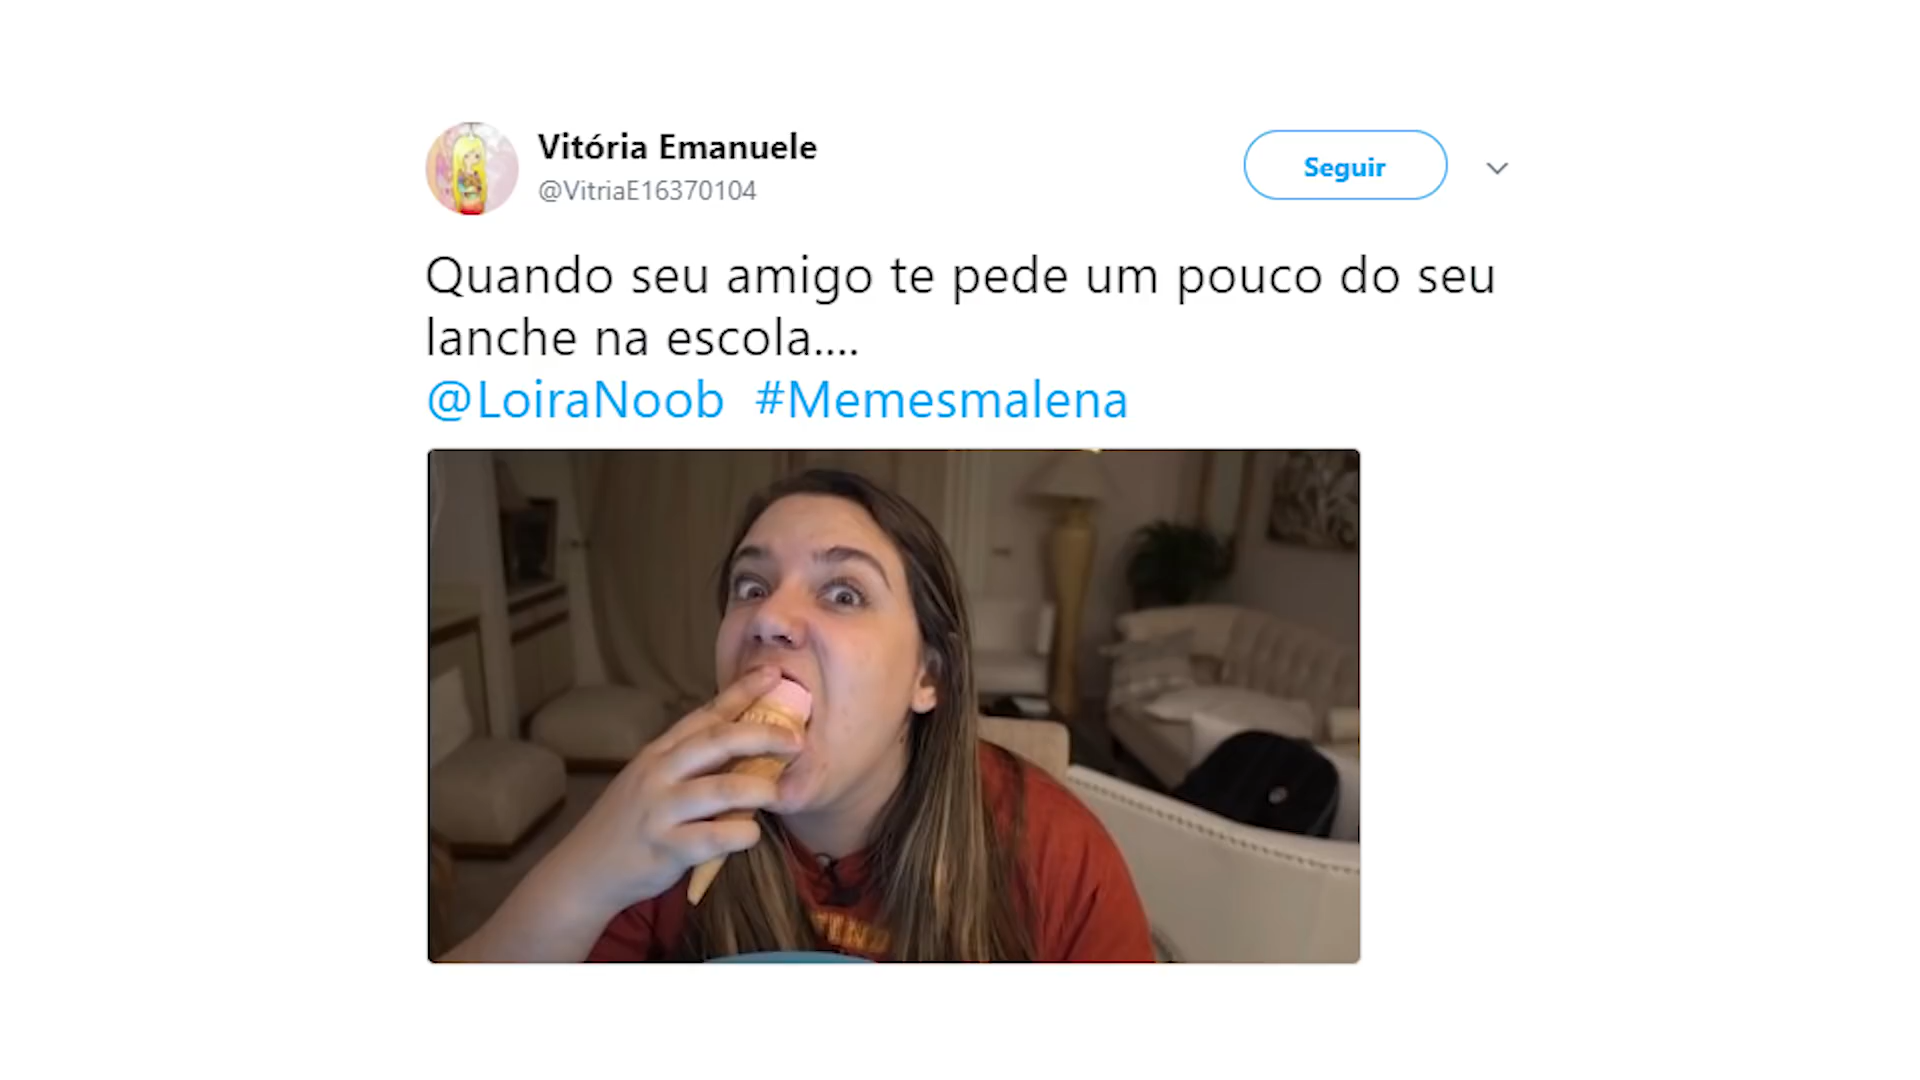 Vitória Emanuele
@VitriaE16370104
Seguir
Quando seu amigo te pede um pouco do seu
lanche na escola....
@LoiraNoob #Memesmalena